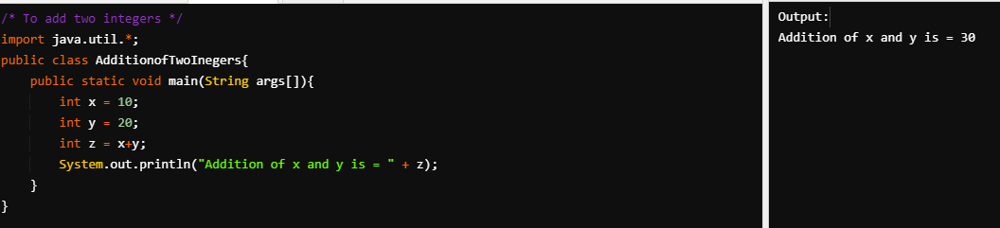 /* To add two integers */
import java.util.*;
public class AdditionofTwoInegers{
    public static void main(String args[]){
        int x = 10;
        int y = 20;
        int z = x+y;
        System.out.println("Addition of x and y is = " + z);
    }
}
Output:
Addition of x and y is = 30